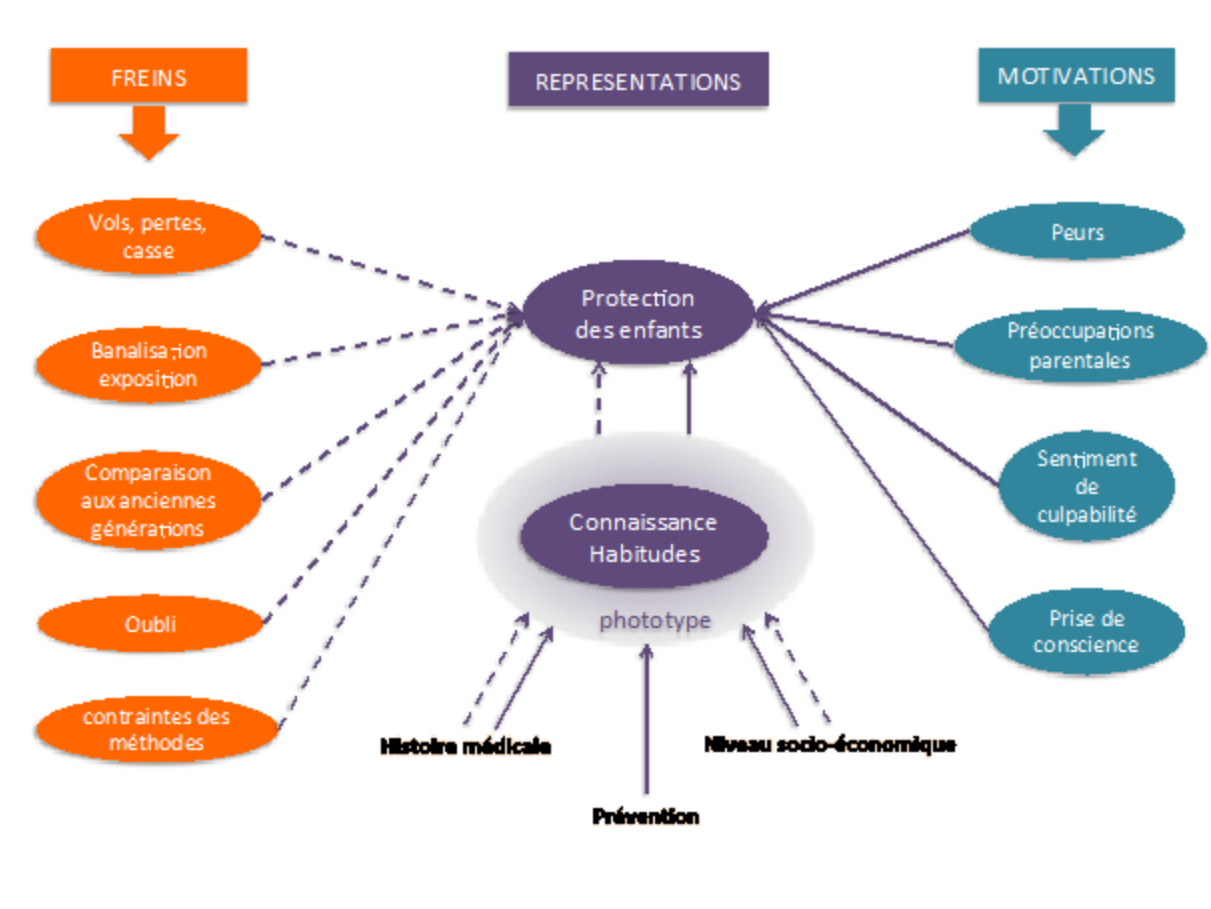 FREINS
REPRESENTATIONS
MOTIVATIONS
Vols, pertes,
casse
Banalisation
exposition
Comparaison
aux anciennes
générations
Oubli
contraintes des
méthodes
Protection
des enfants
Connaissance
Habitudes
phototype
Histoire médicale
Niveau socio-économique
Prévention
Peurs
Préoccupations
parentales
Sentiment
de
culpabilité
Prise de
conscience